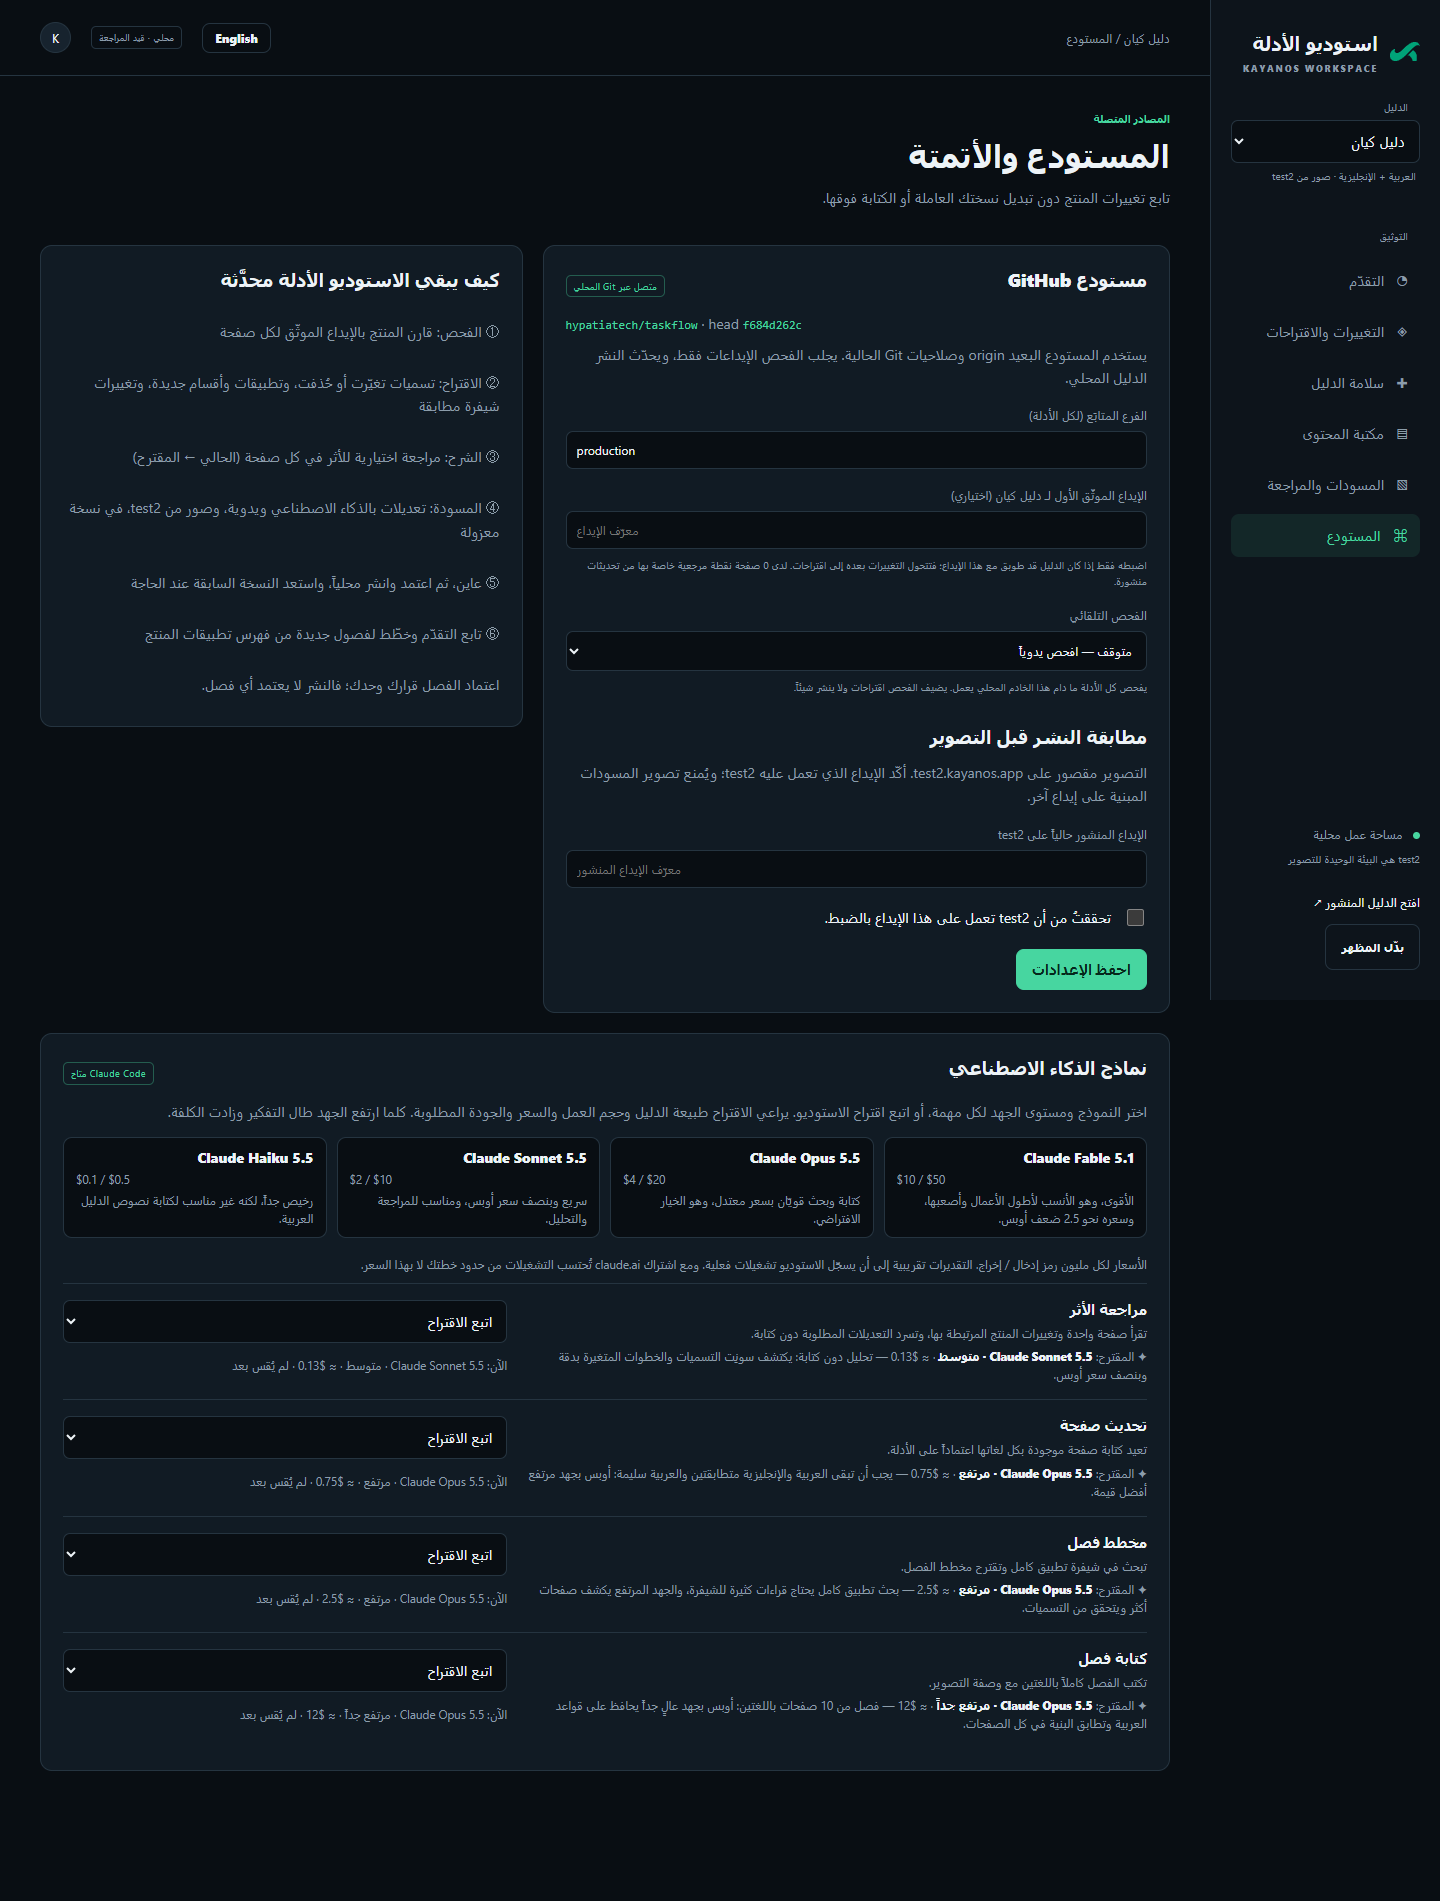 استوديو الأدلة
KAYANOS WORKSPACE
الدليل
دليل كيان
العربية + الإنجليزية · صور من test2
التوثيق
التقدّم
التغييرات والاقتراحات
سلامة الدليل
مكتبة المحتوى
المسودات والمراجعة
المستودع
مساحة عمل محلية
test2 هي البيئة الوحيدة للتصوير
افتح الدليل المنشور ↗
بدّل المظهر
دليل كيان / المستودع
English
محلي · قيد المراجعة
K
المصادر المتصلة
المستودع والأتمتة
تابع تغييرات المنتج دون تبديل نسختك العاملة أو الكتابة فوقها.
مستودع GitHub
متصل عبر Git المحلي
hypatiatech/taskflow · head f684d262c
يستخدم المستودع البعيد origin وصلاحيات Git الحالية. يجلب الفحص الإيداعات فقط، ويحدّث النشر
الدليل المحلي.
الفرع المتابَع (لكل الأدلة)
production
الإيداع الموثّق الأول لـ دليل كيان (اختياري)
معرّف الإيداع
اضبطه فقط إذا كان الدليل قد طوبق مع هذا الإيداع؛ فتتحول التغييرات بعده إلى اقتراحات. لدى 0 صفحة نقطة مرجعية خاصة بها من تحديثات
منشورة.
الفحص التلقائي
متوقف — افحص يدوياً
يفحص كل الأدلة ما دام هذا الخادم المحلي يعمل. يضيف الفحص اقتراحات ولا ينشر شيئاً.
مطابقة النشر قبل التصوير
التصوير مقصور على test2.kayanos.app. أكّد الإيداع الذي تعمل عليه test2؛ ويُمنع تصوير المسودات
المبنية على إيداع آخر.
الإيداع المنشور حالياً على test2
معرّف الإيداع المنشور
تحققتُ من أن test2 تعمل على هذا الإيداع بالضبط.
احفظ الإعدادات
كيف يبقي الاستوديو الأدلة محدَّثة
① الفحص: قارن المنتج بالإيداع الموثّق لكل صفحة
② الاقتراح: تسميات تغيّرت أو حُذفت، وتطبيقات وأقسام جديدة، وتغييرات
شيفرة مطابقة
③ الشرح: مراجعة اختيارية للأثر في كل صفحة (الحالي ← المقترح)
④ المسودة: تعديلات بالذكاء الاصطناعي ويدوية، وصور من test2، في نسخة
معزولة
⑤ عاين، ثم اعتمد وانشر محلياً، واستعد النسخة السابقة عند الحاجة
⑥ تابع التقدّم وخطّط لفصول جديدة من فهرس تطبيقات المنتج
اعتماد الفصل قرارك وحدك؛ فالنشر لا يعتمد أي فصل.
نماذج الذكاء الاصطناعي
Claude Code متاح
اختر النموذج ومستوى الجهد لكل مهمة، أو اتبع اقتراح الاستوديو. يراعي الاقتراح طبيعة الدليل وحجم العمل والسعر والجودة المطلوبة. كلما ارتفع الجهد طال التفكير وزادت الكلفة.
Claude Fable 5.1
$10 / $50
الأقوى، وهو الأنسب لأطول الأعمال وأصعبها،
وسعره نحو 2.5 ضعف أوبس.
Claude Opus 5.5
$4 / $20
كتابة وبحث قويّان بسعر معتدل، وهو الخيار
الافتراضي.
Claude Sonnet 5.5
$2 / $10
سريع وبنصف سعر أوبس، ومناسب للمراجعة
والتحليل.
Claude Haiku 5.5
$0.1 / $0.5
رخيص جداً، لكنه غير مناسب لكتابة نصوص الدليل
العربية.
الأسعار لكل مليون رمز إدخال / إخراج. التقديرات تقريبية إلى أن يسجّل الاستوديو تشغيلات فعلية. ومع اشتراك claude.ai تُحتسب التشغيلات من حدود خطتك لا بهذا السعر.
مراجعة الأثر
تقرأ صفحة واحدة وتغييرات المنتج المرتبطة بها، وتسرد التعديلات المطلوبة دون كتابة.
✦ المقترح: Claude Sonnet 5.5 · متوسط · ≈ $0.13 — تحليل دون كتابة: يكتشف سونِت التسميات والخطوات المتغيرة بدقة
وبنصف سعر أوبس.
اتبع الاقتراح
الآن: Claude Sonnet 5.5 · متوسط · ≈ $0.13 · لم يُقس بعد
تحديث صفحة
تعيد كتابة صفحة موجودة بكل لغاتها اعتماداً على الأدلة.
✦ المقترح: Claude Opus 5.5 · مرتفع · ≈ $0.75 — يجب أن تبقى العربية والإنجليزية متطابقتين والعربية سليمة: أوبس بجهد مرتفع
أفضل قيمة.
اتبع الاقتراح
الآن: Claude Opus 5.5 · مرتفع · ≈ $0.75 · لم يُقس بعد
مخطط فصل
تبحث في شيفرة تطبيق كامل وتقترح مخطط الفصل.
✦ المقترح: Claude Opus 5.5 · مرتفع · ≈ $2.5 — بحث تطبيق كامل يحتاج قراءات كثيرة للشيفرة، والجهد المرتفع يكشف صفحات
أكثر ويتحقق من التسميات.
اتبع الاقتراح
الآن: Claude Opus 5.5 · مرتفع · ≈ $2.5 · لم يُقس بعد
كتابة فصل
تكتب الفصل كاملاً باللغتين مع وصفة التصوير.
✦ المقترح: Claude Opus 5.5 · مرتفع جداً · ≈ $12 — فصل من 10 صفحات باللغتين: أوبس بجهد عالٍ جداً يحافظ على قواعد
العربية وتطابق البنية في كل الصفحات.
اتبع الاقتراح
الآن: Claude Opus 5.5 · مرتفع جداً · ≈ $12 · لم يُقس بعد